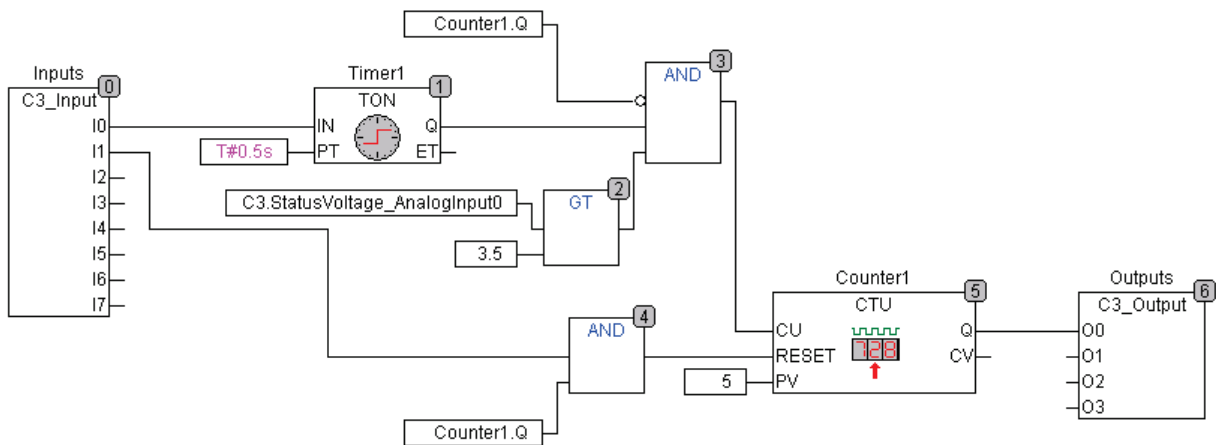 Counter1.Q
Inputs
0
C3_Input
I0
I1
I2
I3
I4
I5
I6
I7
Timer1
1
TON
IN
Q
PT
ET
T#0.5s
3
AND
C3.StatusVoltage_AnalogInput0
2
GT
3.5
4
AND
Counter1.Q
Counter1
5
CTU
CU
Q
RESET
CV
PV
728
5
Outputs
6
C3_Output
O0
O1
O2
O3